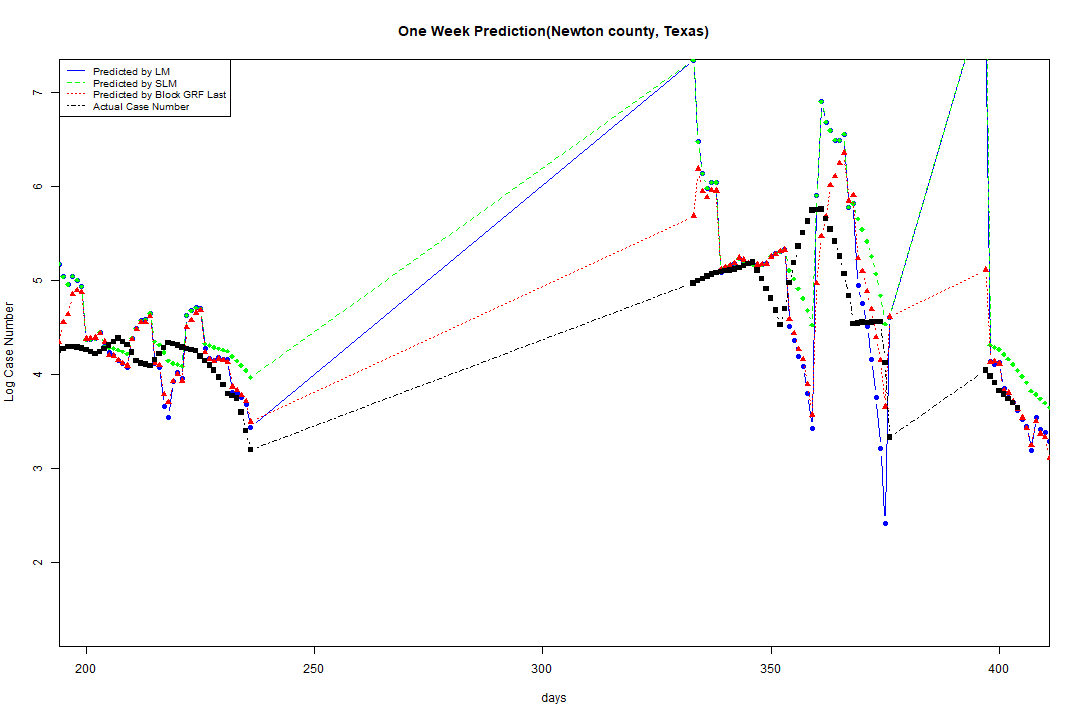 One Week Prediction(Newton county, Texas)
Predicted by LM
Predicted by SLM
Predicted by Block GRF Last
Actual Case Number
Log Case Number
7
6
5
4
3
2
200
250
300
350
400
days